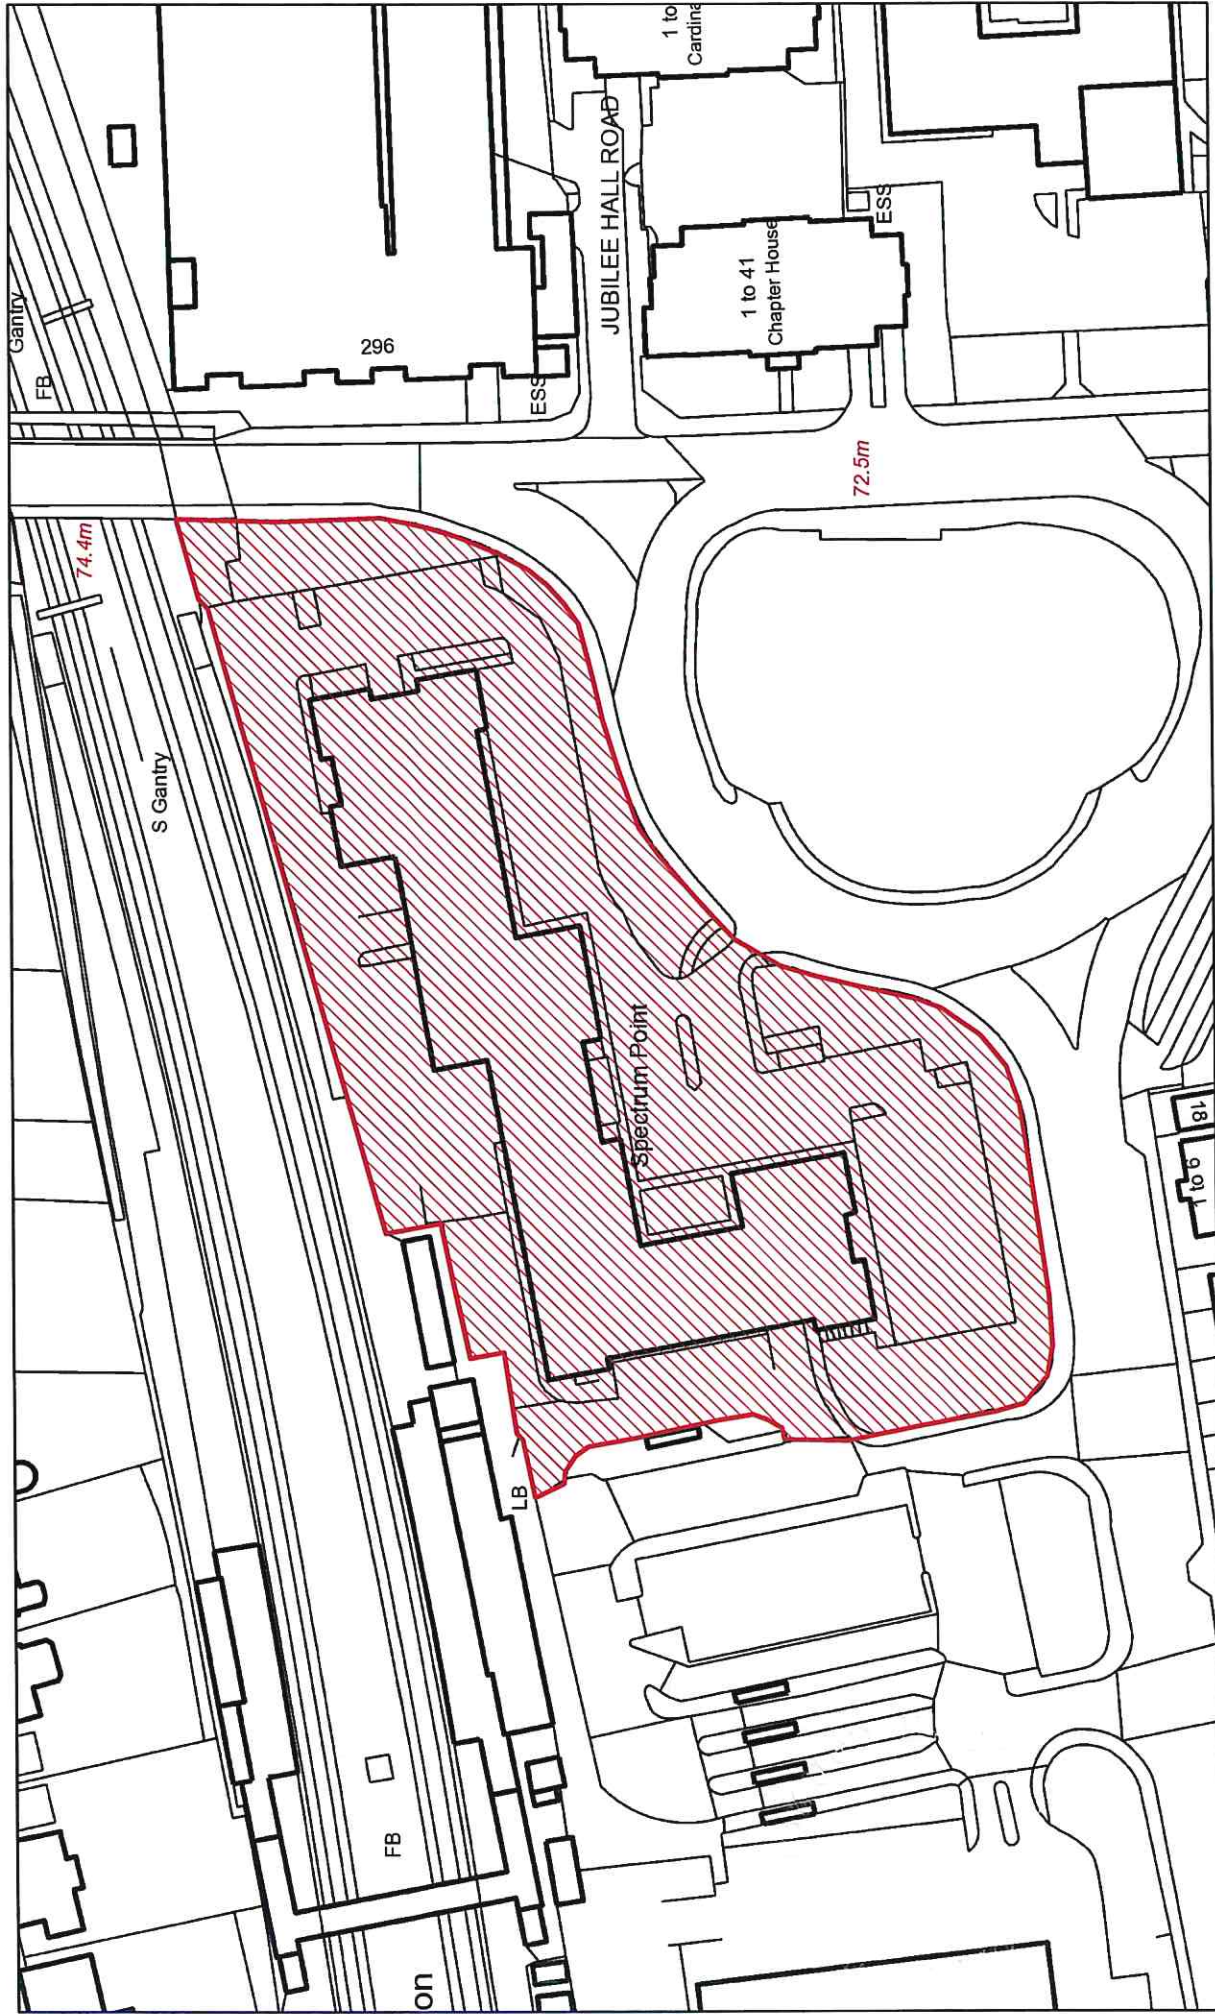 1 to
Cardina
Gantry
FB
JUBILEE HALL ROAD
ESS
1 to 41
Chapter House
296
ESS
72.5m
74.4m
S Gantry
Spectrum Point
18
1 to 9
LB
FB
on